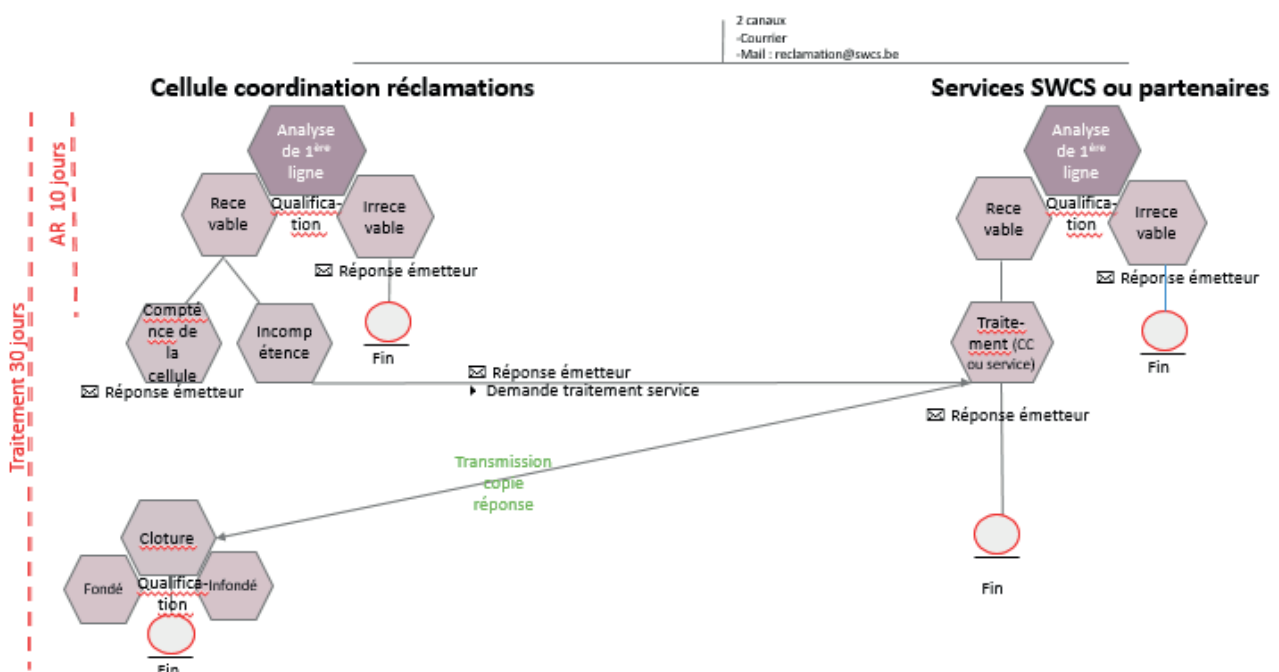 2 canaux
-Courrier
-Mail : reclamation@swcs.be
Cellule coordination réclamations
Services SWCS ou partenaires
AR 10 jours
Traitement 30 jours
Analyse
de 1ère
ligne
Rece
vable
Qualifica-
tion
Irrece
vable
Réponse émetteur
Fin
Compté
nce de
la
cellule
Réponse émetteur
Incomp
étence
Réponse émetteur
Demande traitement service
Analyse
de 1ère
ligne
Rece
vable
Qualifica-
tion
Irrece
vable
Réponse émetteur
Fin
Traite-
ment (CC
ou service)
Réponse émetteur
Fin
Transmission
copie
réponse
Cloture
Fondé
Qualifica-
tion
Infondé
Fin